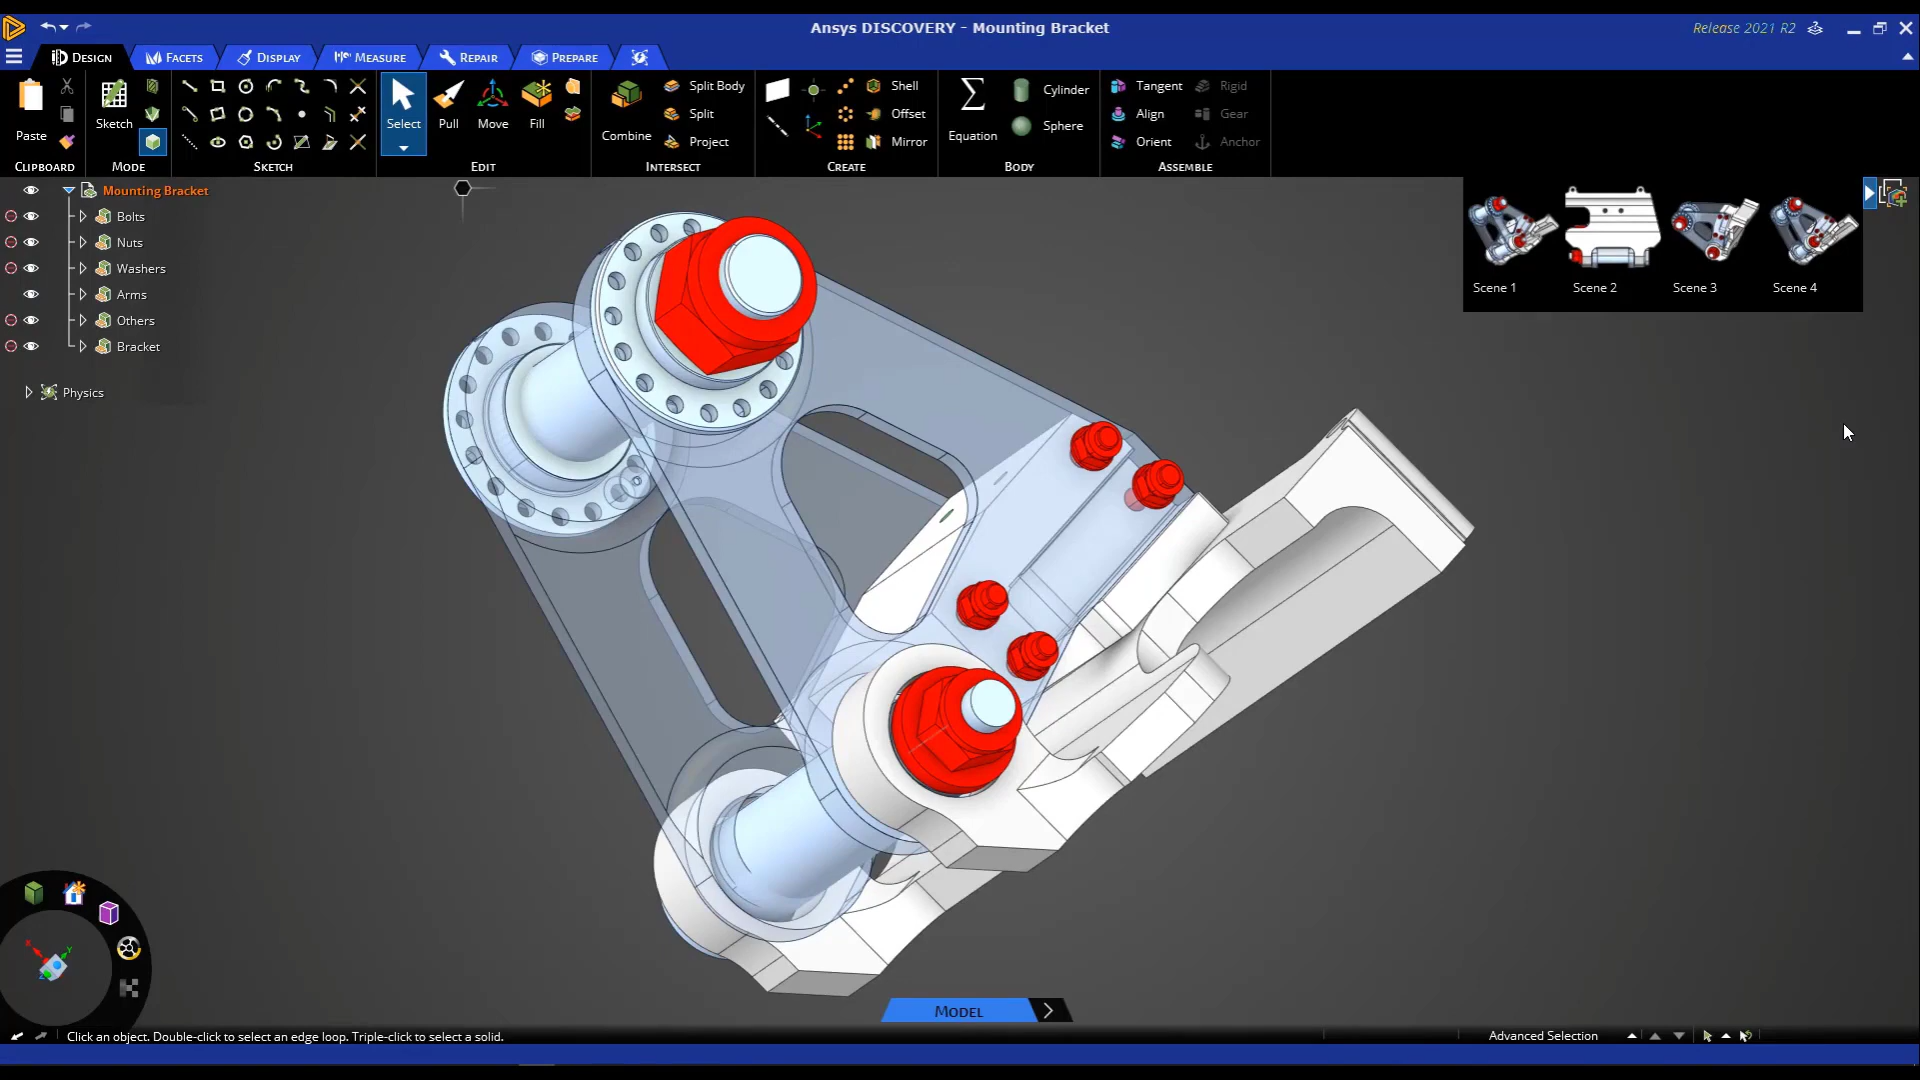 Ansys DISCOVERY - Mounting Bracket
Release 2021 R2
DESIGN
FACETS
DISPLAY
MEASURE
REPAIR
PREPARE
Paste
CLIPBOARD
Sketch
MODE
SKETCH
Select
Pull
Move
Fill
EDIT
Combine
Split Body
Split
Project
INTERSECT
Shell
Offset
Mirror
CREATE
Equation
Cylinder
Sphere
BODY
Tangent
Align
Orient
Rigid
Gear
Anchor
ASSEMBLE
Mounting Bracket
Bolts
Nuts
Washers
Arms
Others
Bracket
Physics
Scene 1
Scene 2
Scene 3
Scene 4
X
Y
Z
MODEL
Click an object. Double-click to select an edge loop. Triple-click to select a solid.
Advanced Selection